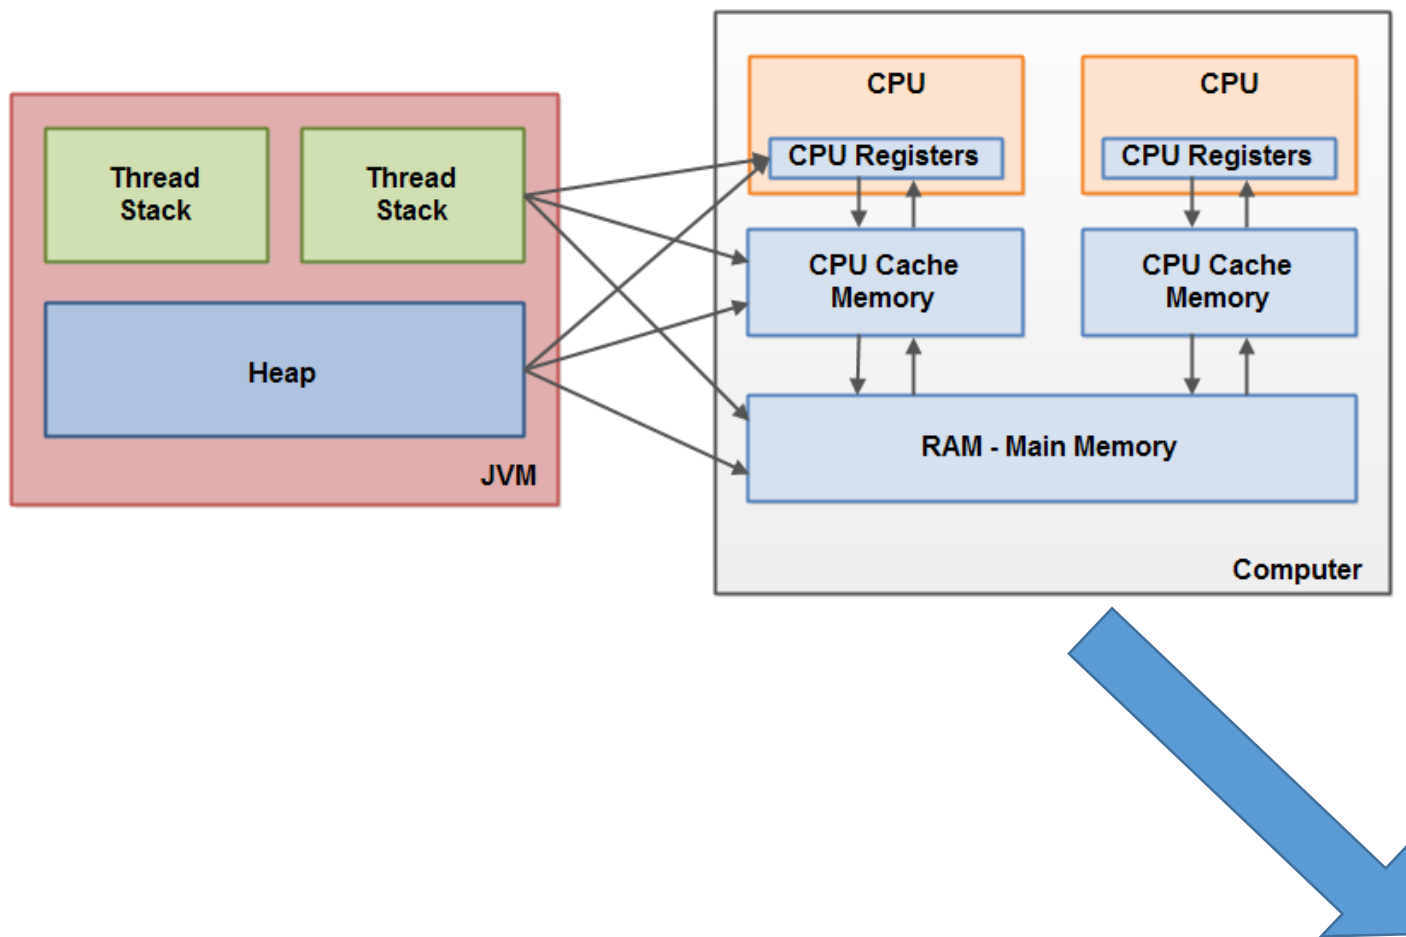 Thread
Stack
Thread
Stack
Heap
JVM
CPU
CPU Registers
CPU Cache
Memory
CPU
CPU Registers
CPU Cache
Memory
RAM - Main Memory
Computer